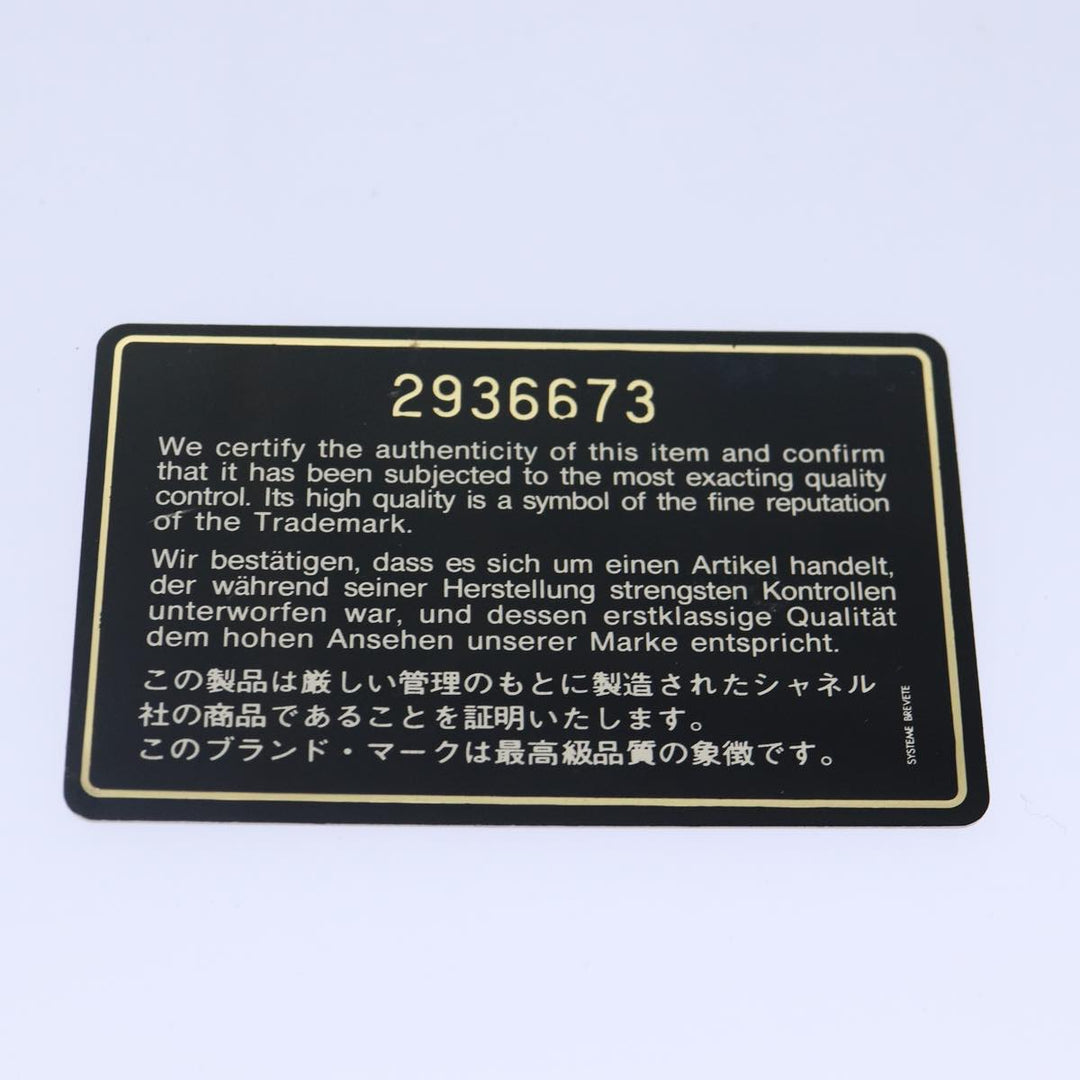 2936673
We certify the authenticity of this item and confirm
that it has been subjected to the most exacting quality
control. Its high quality is a symbol of the fine reputation
of the Trademark.
Wir bestätigen, dass es sich um einen Artikel handelt,
der während seiner Herstellung strengsten Kontrollen
unterworfen war, und dessen erstklassige Qualität
dem hohen Ansehen unserer Marke entspricht.
この製品は厳しい管理のもとに製造されたシャネル
社の商品であることを証明いたします。
このブランド・マークは最高級品質の象徴です。
SYSTEME BREVETE